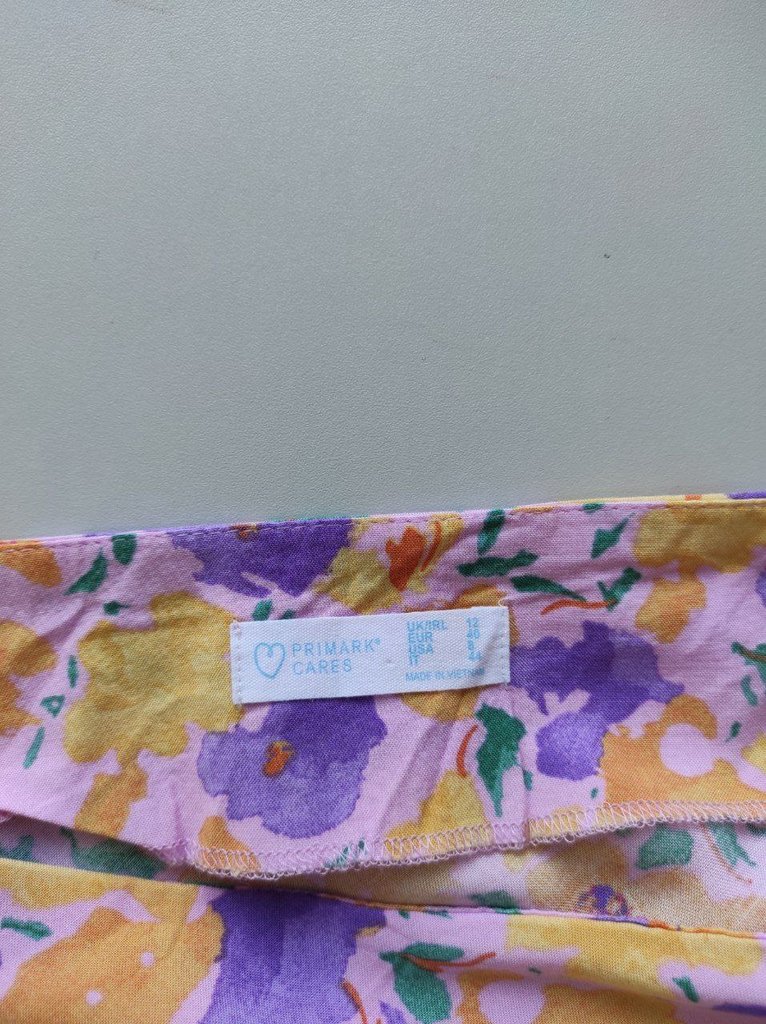 PRIMARK®
CARES
UK/IRL 12
EUR 40
USA 8
IT 44
MADE IN VIETNAM